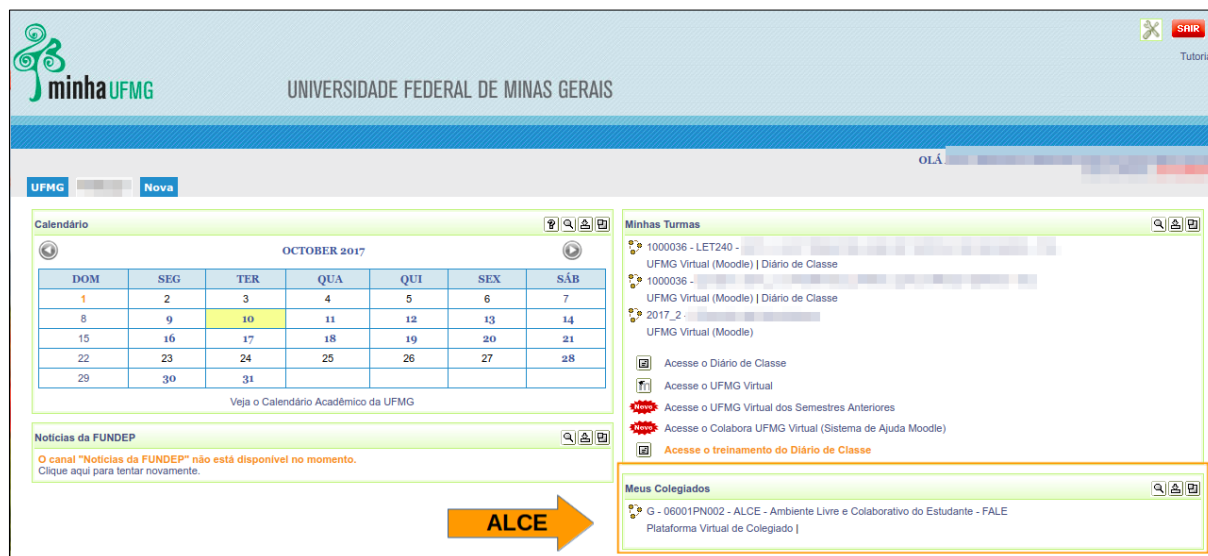 SAIR
Tutoria
minhaUFMG
UNIVERSIDADE FEDERAL DE MINAS GERAIS
OLÁ
UFMG Nova
Calendário
OCTOBER 2017
DOM SEG TER QUA QUI SEX SÁB
1 2 3 4 5 6 7
8 9 10 11 12 13 14
15 16 17 18 19 20 21
22 23 24 25 26 27 28
29 30 31
Veja o Calendário Acadêmico da UFMG
Notícias da FUNDEP
O canal "Notícias da FUNDEP" não está disponível no momento.
Clique aqui para tentar novamente.
ALCE
Minhas Turmas
1000036 - LET240 -
UFMG Virtual (Moodle) | Diário de Classe
1000036 -
UFMG Virtual (Moodle) | Diário de Classe
2017_2 -
UFMG Virtual (Moodle)
Acesse o Diário de Classe
Acesse o UFMG Virtual
Novo Acesse o UFMG Virtual dos Semestres Anteriores
Novo Acesse o Colabora UFMG Virtual (Sistema de Ajuda Moodle)
Acesse o treinamento do Diário de Classe
Meus Colegiados
G - 06001PN002 - ALCE - Ambiente Livre e Colaborativo do Estudante - FALE
Plataforma Virtual de Colegiado |